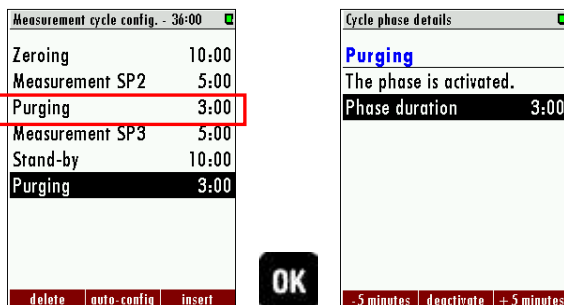 Measurement cycle config. - 36:00
Zeroing 10:00
Measurement SP2 5:00
Purging 3:00
Measurement SP3 5:00
Stand-by 10:00
Purging 3:00
delete auto-config insert
OK
Cycle phase details
Purging
The phase is activated.
Phase duration 3:00
- 5 minutes deactivate + 5 minutes